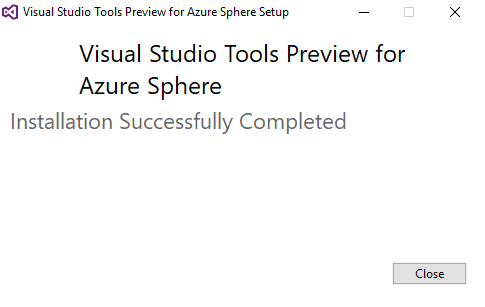 Visual Studio Tools Preview for Azure Sphere Setup
Visual Studio Tools Preview for
Azure Sphere
Installation Successfully Completed
Close